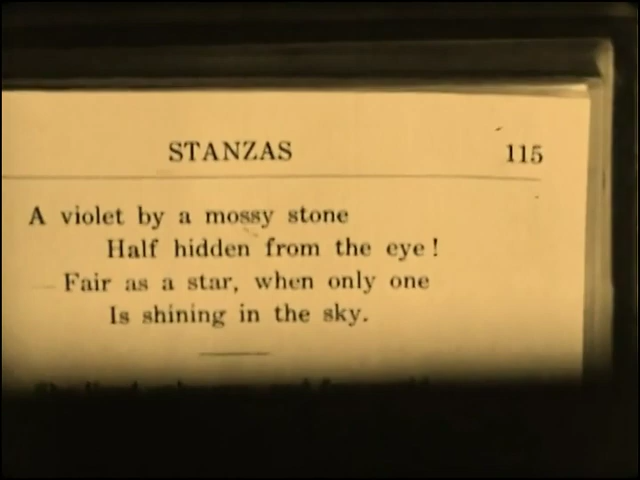 STANZAS 115
A violet by a mossy stone
Half hidden from the eye!
Fair as a star, when only one
Is shining in the sky.